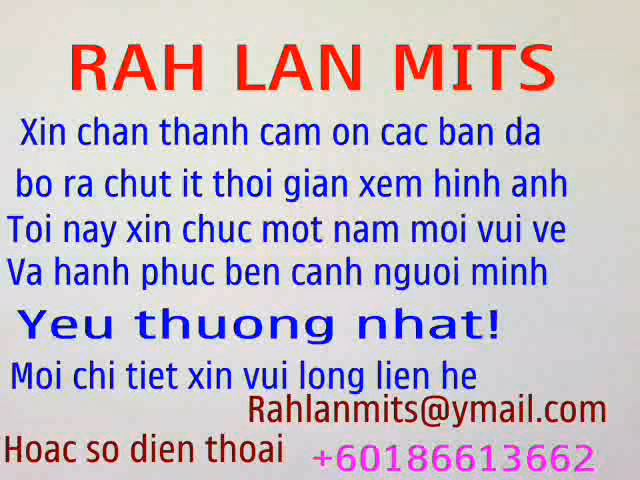 RAH LAN MITS
Xin chan thanh cam on cac ban da
bo ra chut it thoi gian xem hinh anh
Toi nay xin chuc mot nam moi vui ve
Va hanh phuc ben canh nguoi minh
Yeu thuong nhat!
Moi chi tiet xin vui long lien he
Rahlanmits@ymail.com
Hoac so dien thoai +60186613662